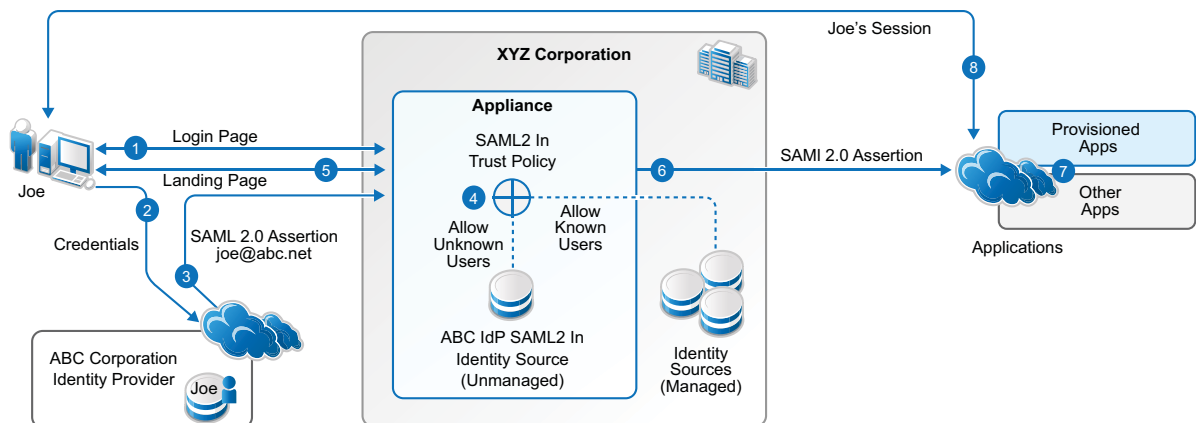 Joe's Session
8
XYZ Corporation
Appliance
SAML2 In
Trust Policy
1
Login Page
5
Landing Page
Joe
2
Credentials
SAML 2.0 Assertion
joe@abc.net
3
4
Allow
Unknown
Users
Allow
Known
Users
ABC IdP SAML2 In
Identity Source
(Unmanaged)
Identity
Sources
(Managed)
6
SAMl 2.0 Assertion
Provisioned
Apps
7
Other
Apps
Applications
ABC Corporation
Identity Provider
Joe